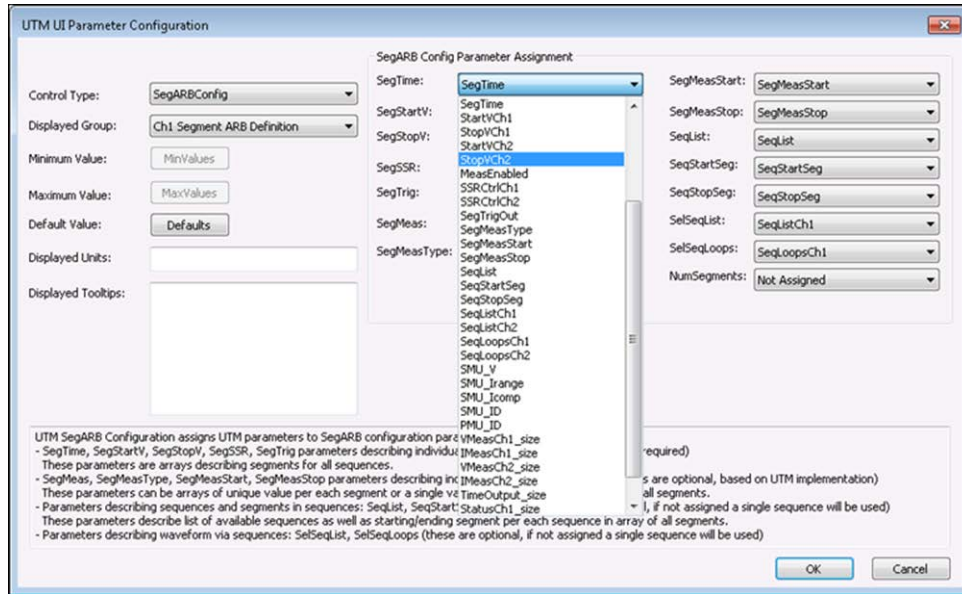 UTM UI Parameter Configuration
SegARB Config Parameter Assignment
Control Type:
SegARBConfig
Displayed Group:
Ch1 Segment ARB Definition
Minimum Value:
MinValues
Maximum Value:
MaxValues
Default Value:
Defaults
Displayed Units:
Displayed Tooltips:
SegTime:
SegTime
SegStartV:
SegStopV:
SegSSR:
SegTrig:
SegMeas:
SegMeasType:
SegTime
StartVCh1
StopVCh1
StartVCh2
StopVCh2
MeasEnabled
SSRCtrlCh1
SSRCtrlCh2
SegTrigOut
SegMeasType
SegMeasStart
SegMeasStop
SeqList
SeqStartSeg
SeqStopSeg
SeqListCh1
SeqListCh2
SeqLoopsCh1
SeqLoopsCh2
SMU_V
SMU_Irange
SMU_Icomp
SMU_ID
PMU_ID
VMeasCh1_size
IMeasCh1_size
VMeasCh2_size
IMeasCh2_size
TimeOutput_size
StatusCh1_size
SegMeasStart:
SegMeasStart
SegMeasStop:
SegMeasStop
SeqList:
SeqList
SeqStartSeg:
SeqStartSeg
SeqStopSeg:
SeqStopSeg
SelSeqList:
SeqListCh1
SelSeqLoops:
SeqLoopsCh1
NumSegments:
Not Assigned
UTM SegARB Configuration assigns UTM parameters to SegARB configuration para
- SegTime, SegStartV, SegStopV, SegSSR, SegTrig parameters describing individua required)
These parameters are arrays describing segments for all sequences.
- SegMeas, SegMeasType, SegMeasStart, SegMeasStop parameters describing inc s are optional, based on UTM implementation)
These parameters can be arrays of unique value per each segment or a single va all segments.
- Parameters describing sequences and segments in sequences: SeqList, SeqStart l, if not assigned a single sequence will be used)
These parameters describe list of available sequences as well as starting/ending segment per each sequence in array of all segments.
- Parameters describing waveform via sequences: SelSeqList, SelSeqLoops (these are optional, if not assigned a single sequence will be used)
OK
Cancel